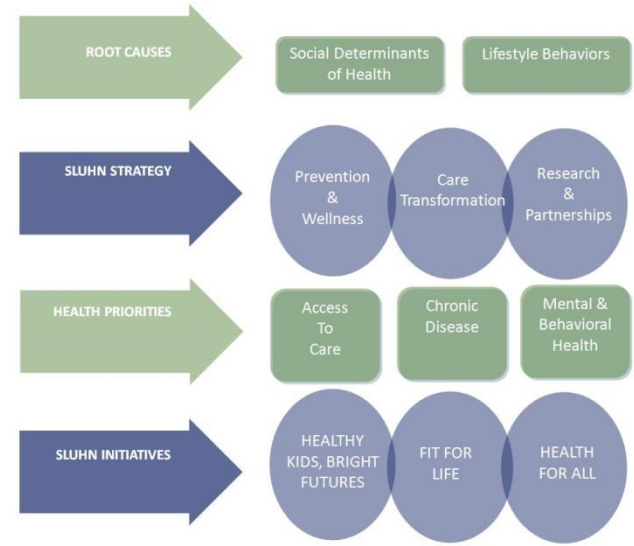 ROOT CAUSES
Social Determinants
of Health
Lifestyle Behaviors
SLUHN STRATEGY
Prevention
&
Wellness
Care
Transformation
Research
&
Partnerships
HEALTH PRIORITIES
Access
To
Care
Chronic
Disease
Mental &
Behavioral
Health
SLUHN INITIATIVES
HEALTHY
KIDS, BRIGHT
FUTURES
FIT FOR
LIFE
HEALTH
FOR ALL